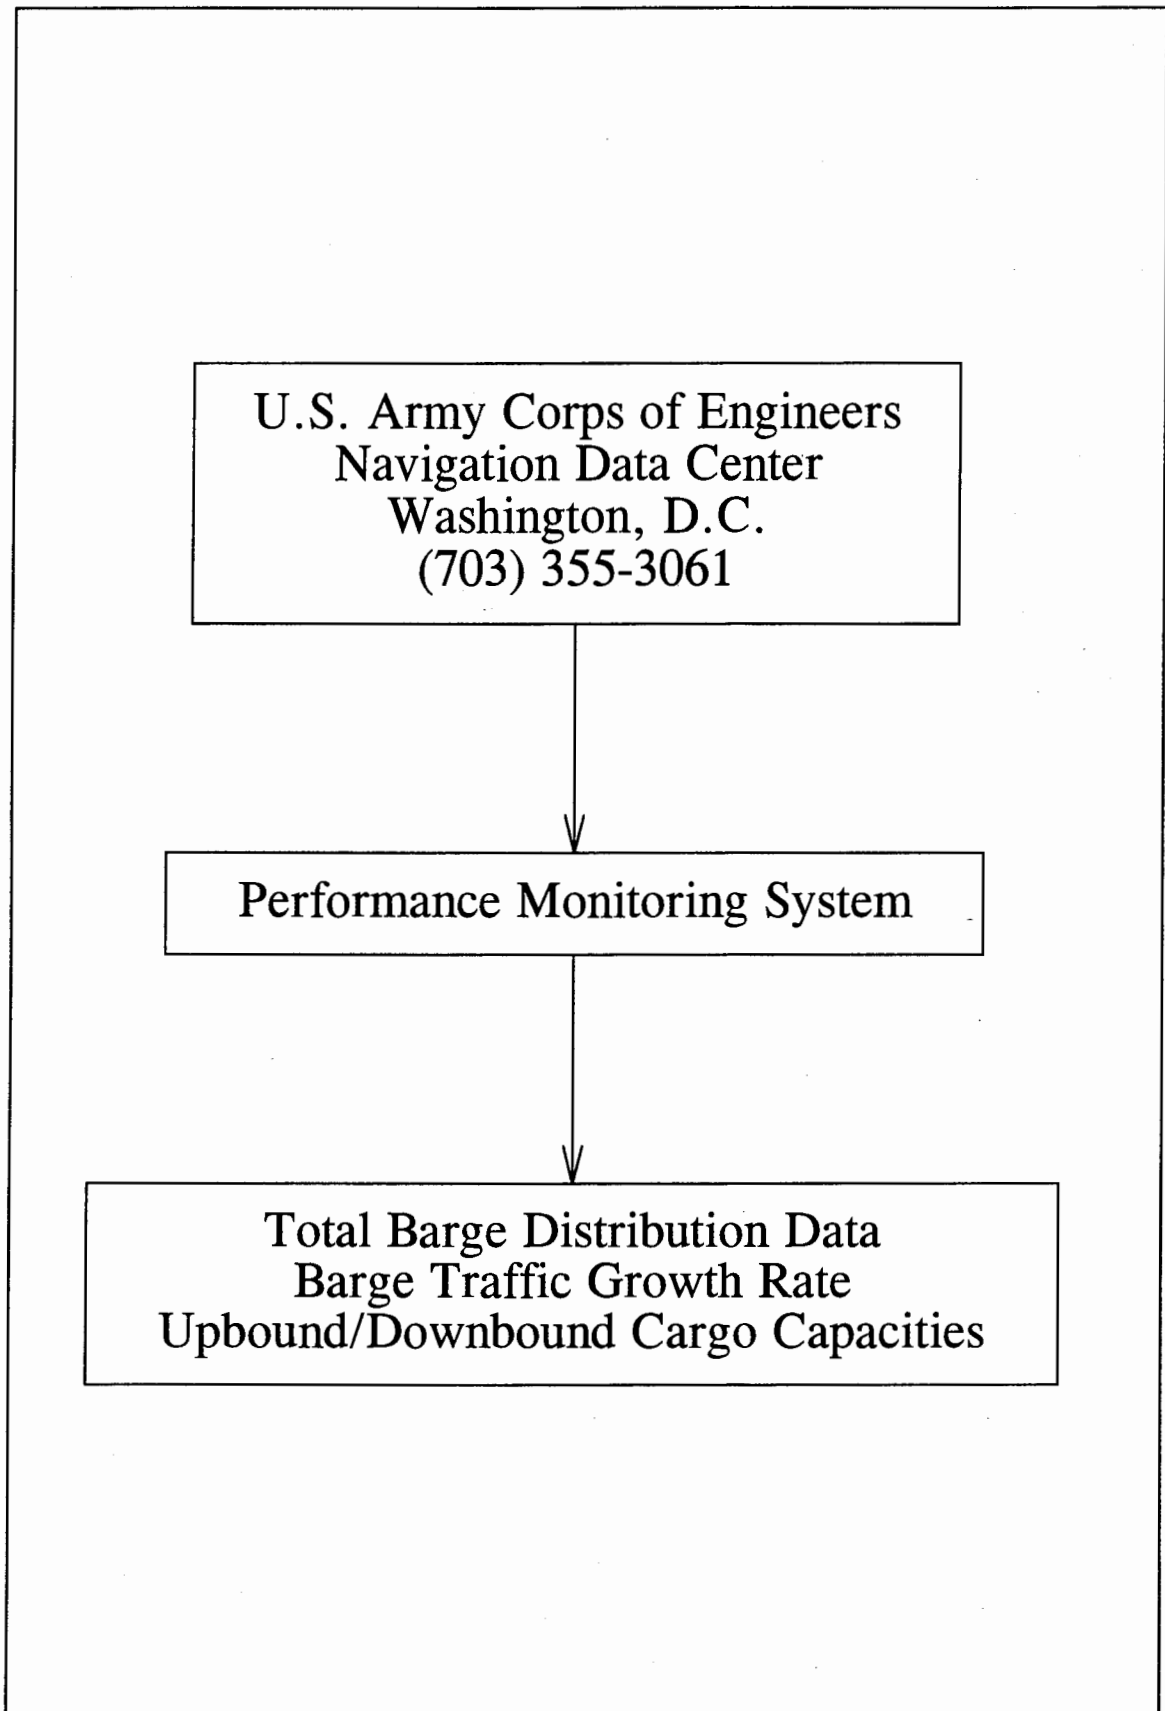 U.S. Army Corps of Engineers
Navigation Data Center
Washington, D.C.
(703) 355-3061
Performance Monitoring System
Total Barge Distribution Data
Barge Traffic Growth Rate
Upbound/Downbound Cargo Capacities